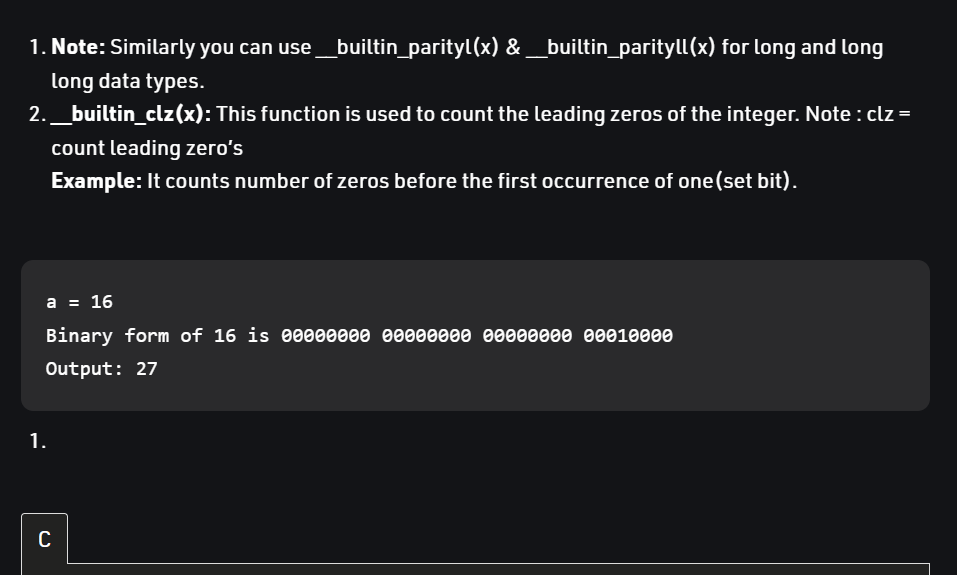 1. Note: Similarly you can use __builtin_parityl(x) & __builtin_parityll(x) for long and long
long data types.
2. __builtin_clz(x): This function is used to count the leading zeros of the integer. Note : clz =
count leading zero's
Example: It counts number of zeros before the first occurrence of one(set bit).
a = 16
Binary form of 16 is 00000000 00000000 00000000 00010000
Output: 27
1.
C